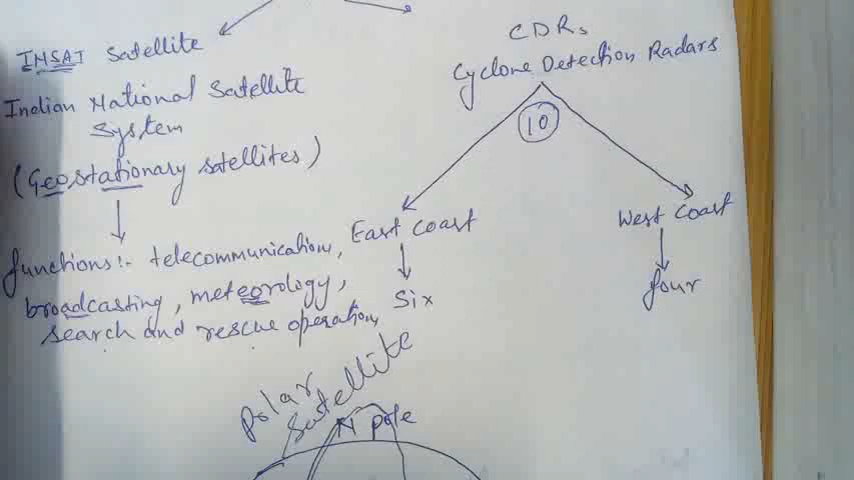 INSAT Satellite
Indian National Satellite
System
(Geostationary satellites)
functions:- telecommunication,
broadcasting, meteorology,
search and rescue operation,
CDRs
Cyclone Detection Radars
10
East Coast
Six
West Coast
four
Polar
Satellite
N pole